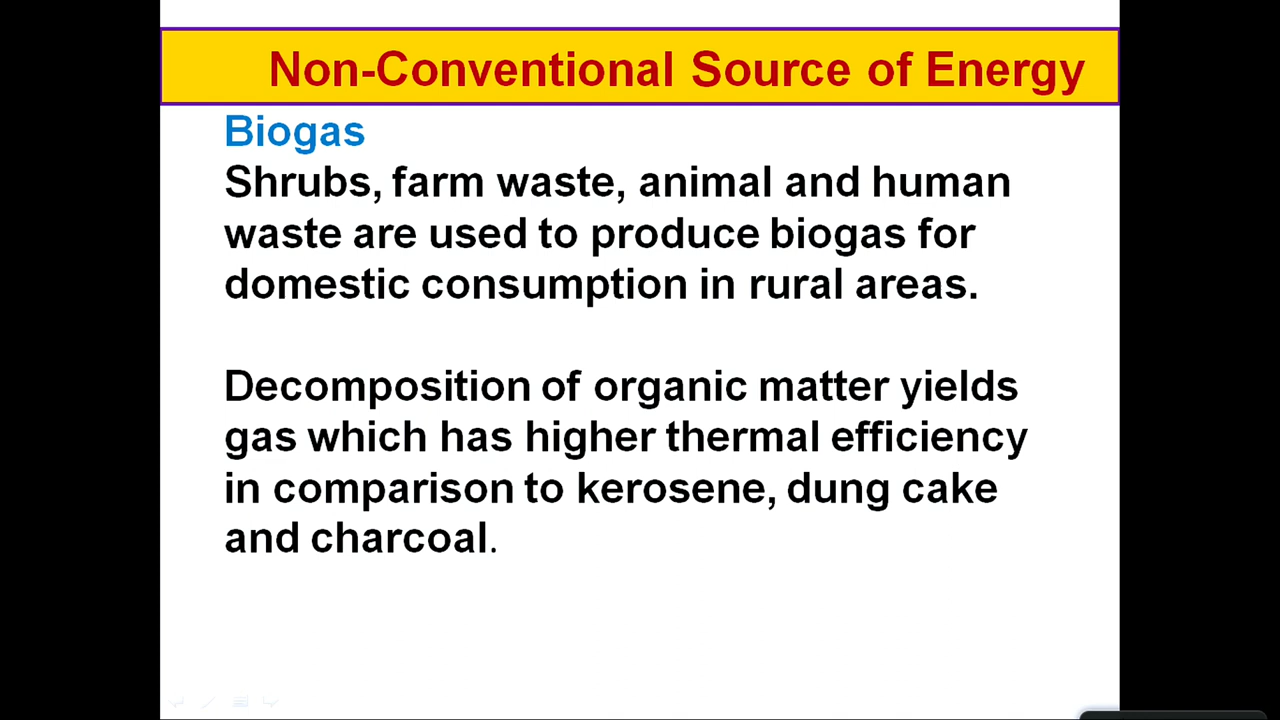 Non-Conventional Source of Energy
Biogas
Shrubs, farm waste, animal and human
waste are used to produce biogas for
domestic consumption in rural areas.
Decomposition of organic matter yields
gas which has higher thermal efficiency
in comparison to kerosene, dung cake
and charcoal.